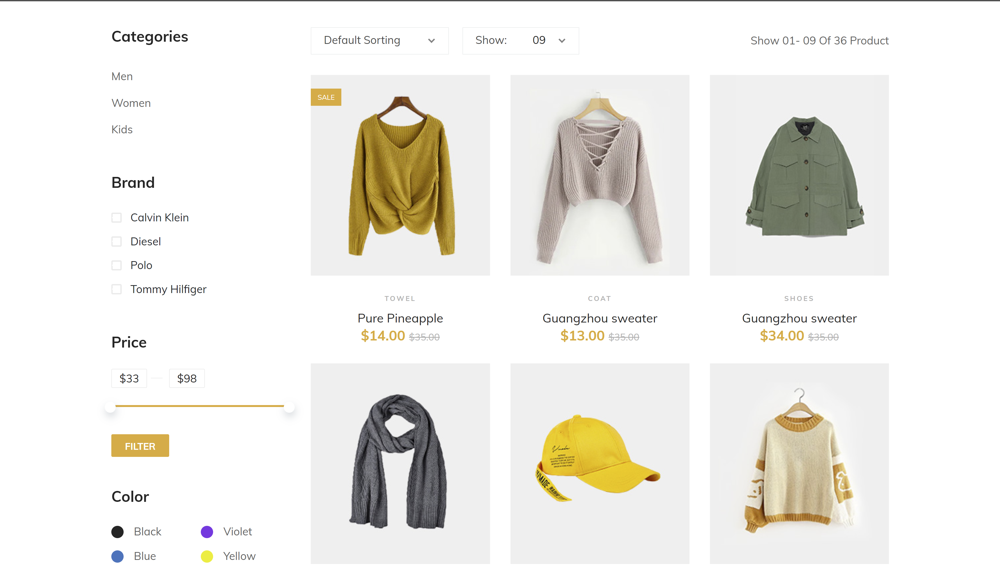 Categories
Men
Women
Kids
Brand
Calvin Klein
Diesel
Polo
Tommy Hilfiger
Price
$33
$98
FILTER
Color
Black
Violet
Blue
Yellow
Default Sorting
Show: 09
Show 01- 09 Of 36 Product
SALE
TOWEL
Pure Pineapple
$14.00 $35.00
COAT
Guangzhou sweater
$13.00 $35.00
SHOES
Guangzhou sweater
$34.00 $35.00